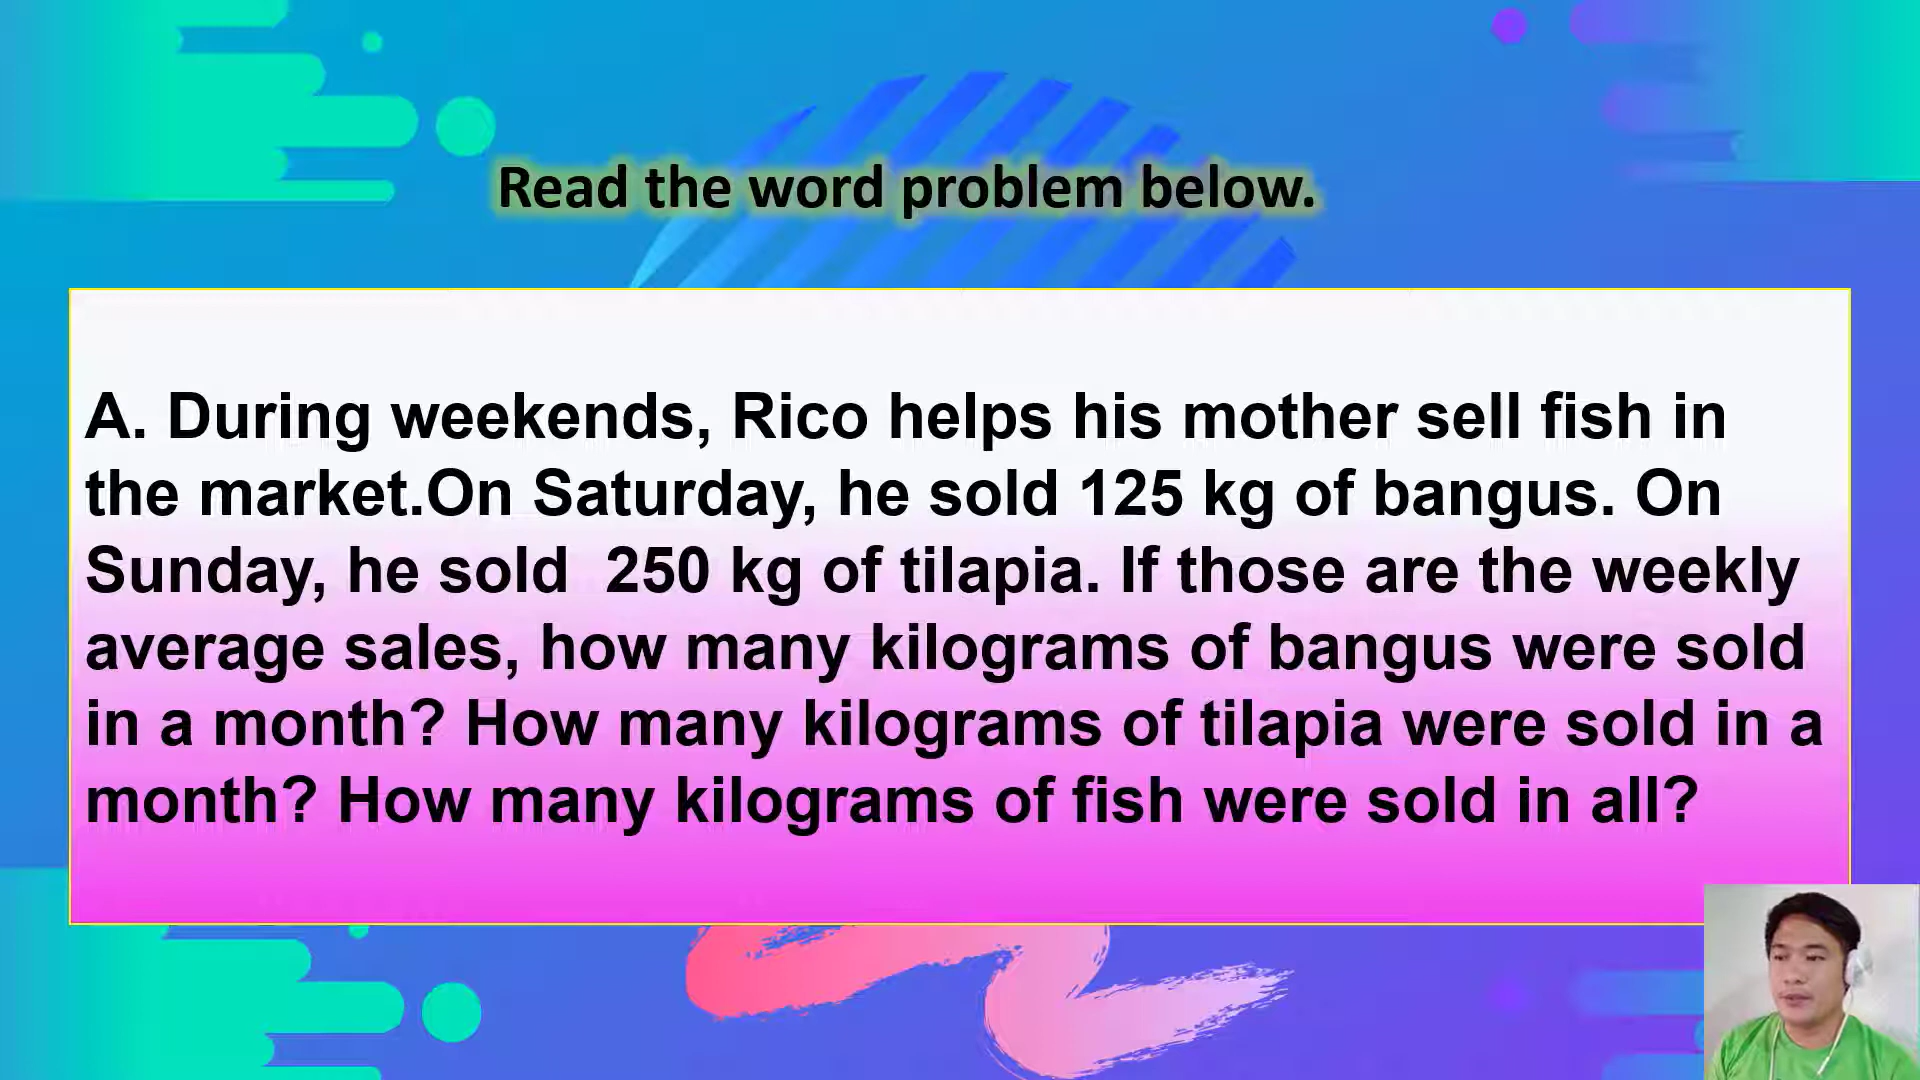 Read the word problem below.
A. During weekends, Rico helps his mother sell fish in
the market.On Saturday, he sold 125 kg of bangus. On
Sunday, he sold  250 kg of tilapia. If those are the weekly
average sales, how many kilograms of bangus were sold
in a month? How many kilograms of tilapia were sold in a
month? How many kilograms of fish were sold in all?